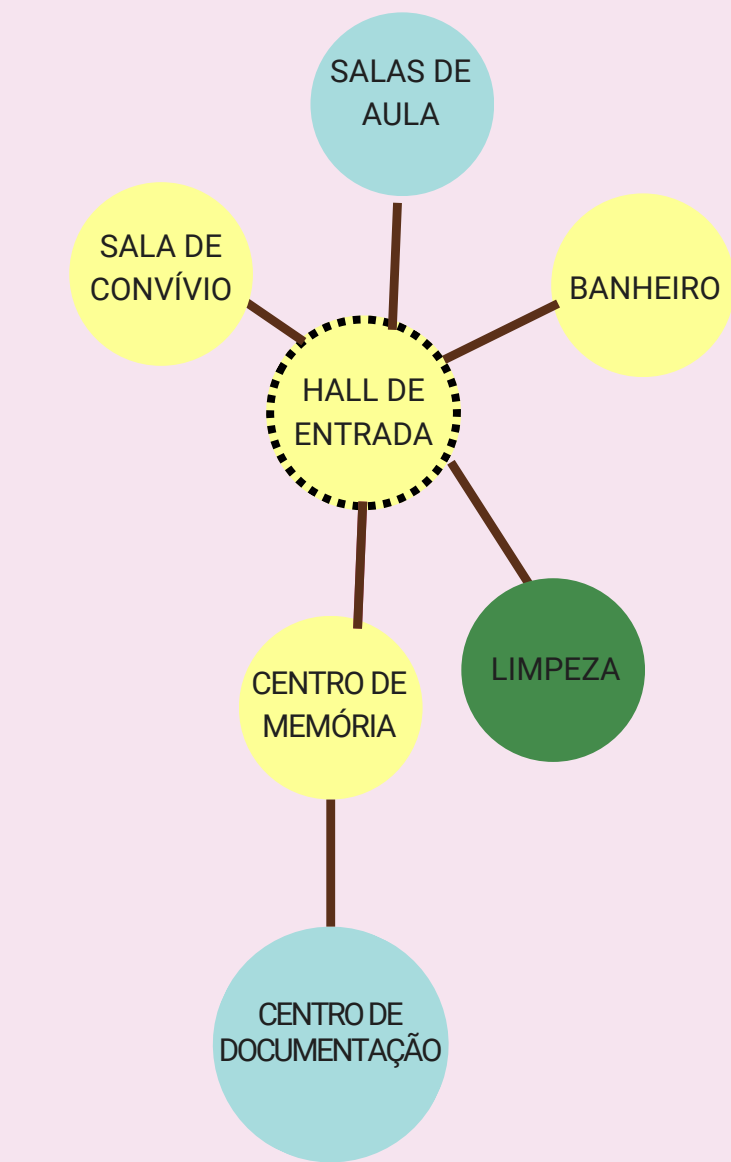 SALAS DE
AULA
SALA DE
CONVÍVIO
BANHEIRO
HALL DE
ENTRADA
CENTRO DE
MEMÓRIA
LIMPEZA
CENTRO DE
DOCUMENTAÇÃO